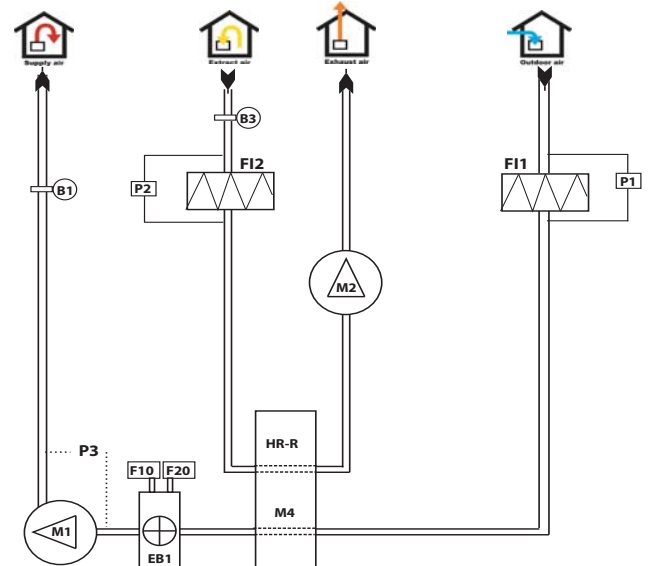 Supply air
Extract air
Exhaust air
Outdoor air
B3
B1
P2
FI2
FI1
P1
M2
HR-R
P3
F10
F20
M4
M1
EB1